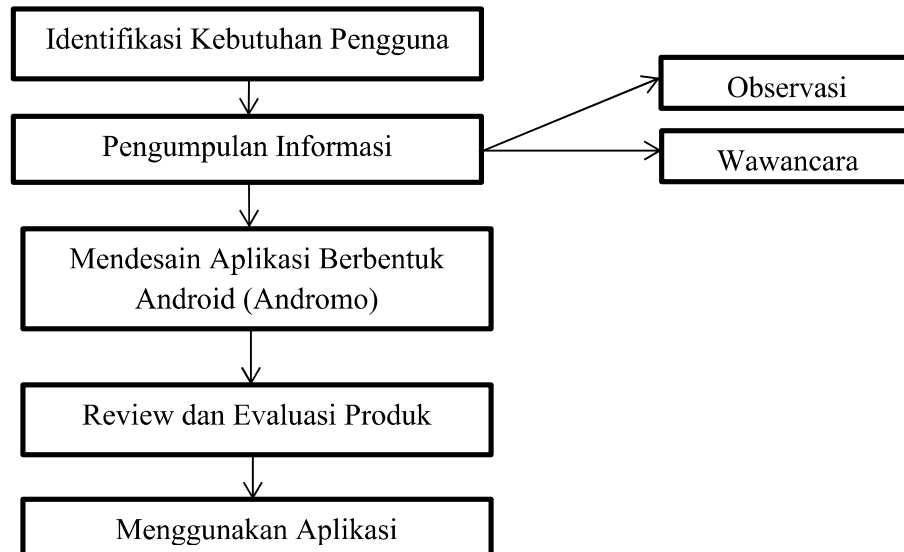 Identifikasi Kebutuhan Pengguna
Observasi
Pengumpulan Informasi
Wawancara
Mendesain Aplikasi Berbentuk
Android (Andromo)
Review dan Evaluasi Produk
Menggunakan Aplikasi